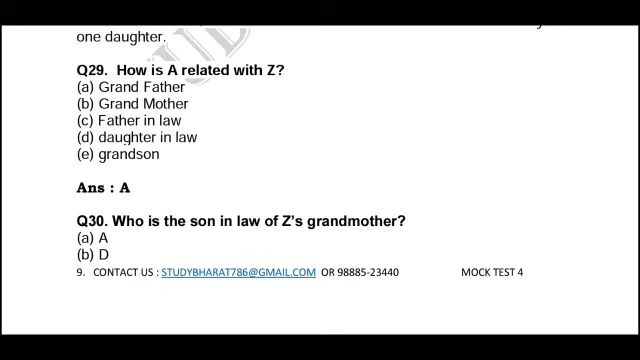 one daughter.
Q29. How is A related with Z?
(a) Grand Father
(b) Grand Mother
(c) Father in law
(d) daughter in law
(e) grandson
Ans : A
Q30. Who is the son in law of Z's grandmother?
(a) A
(b) D
9. CONTACT US : STUDYBHARAT786@GMAIL.COM OR 98885-23440 MOCK TEST 4